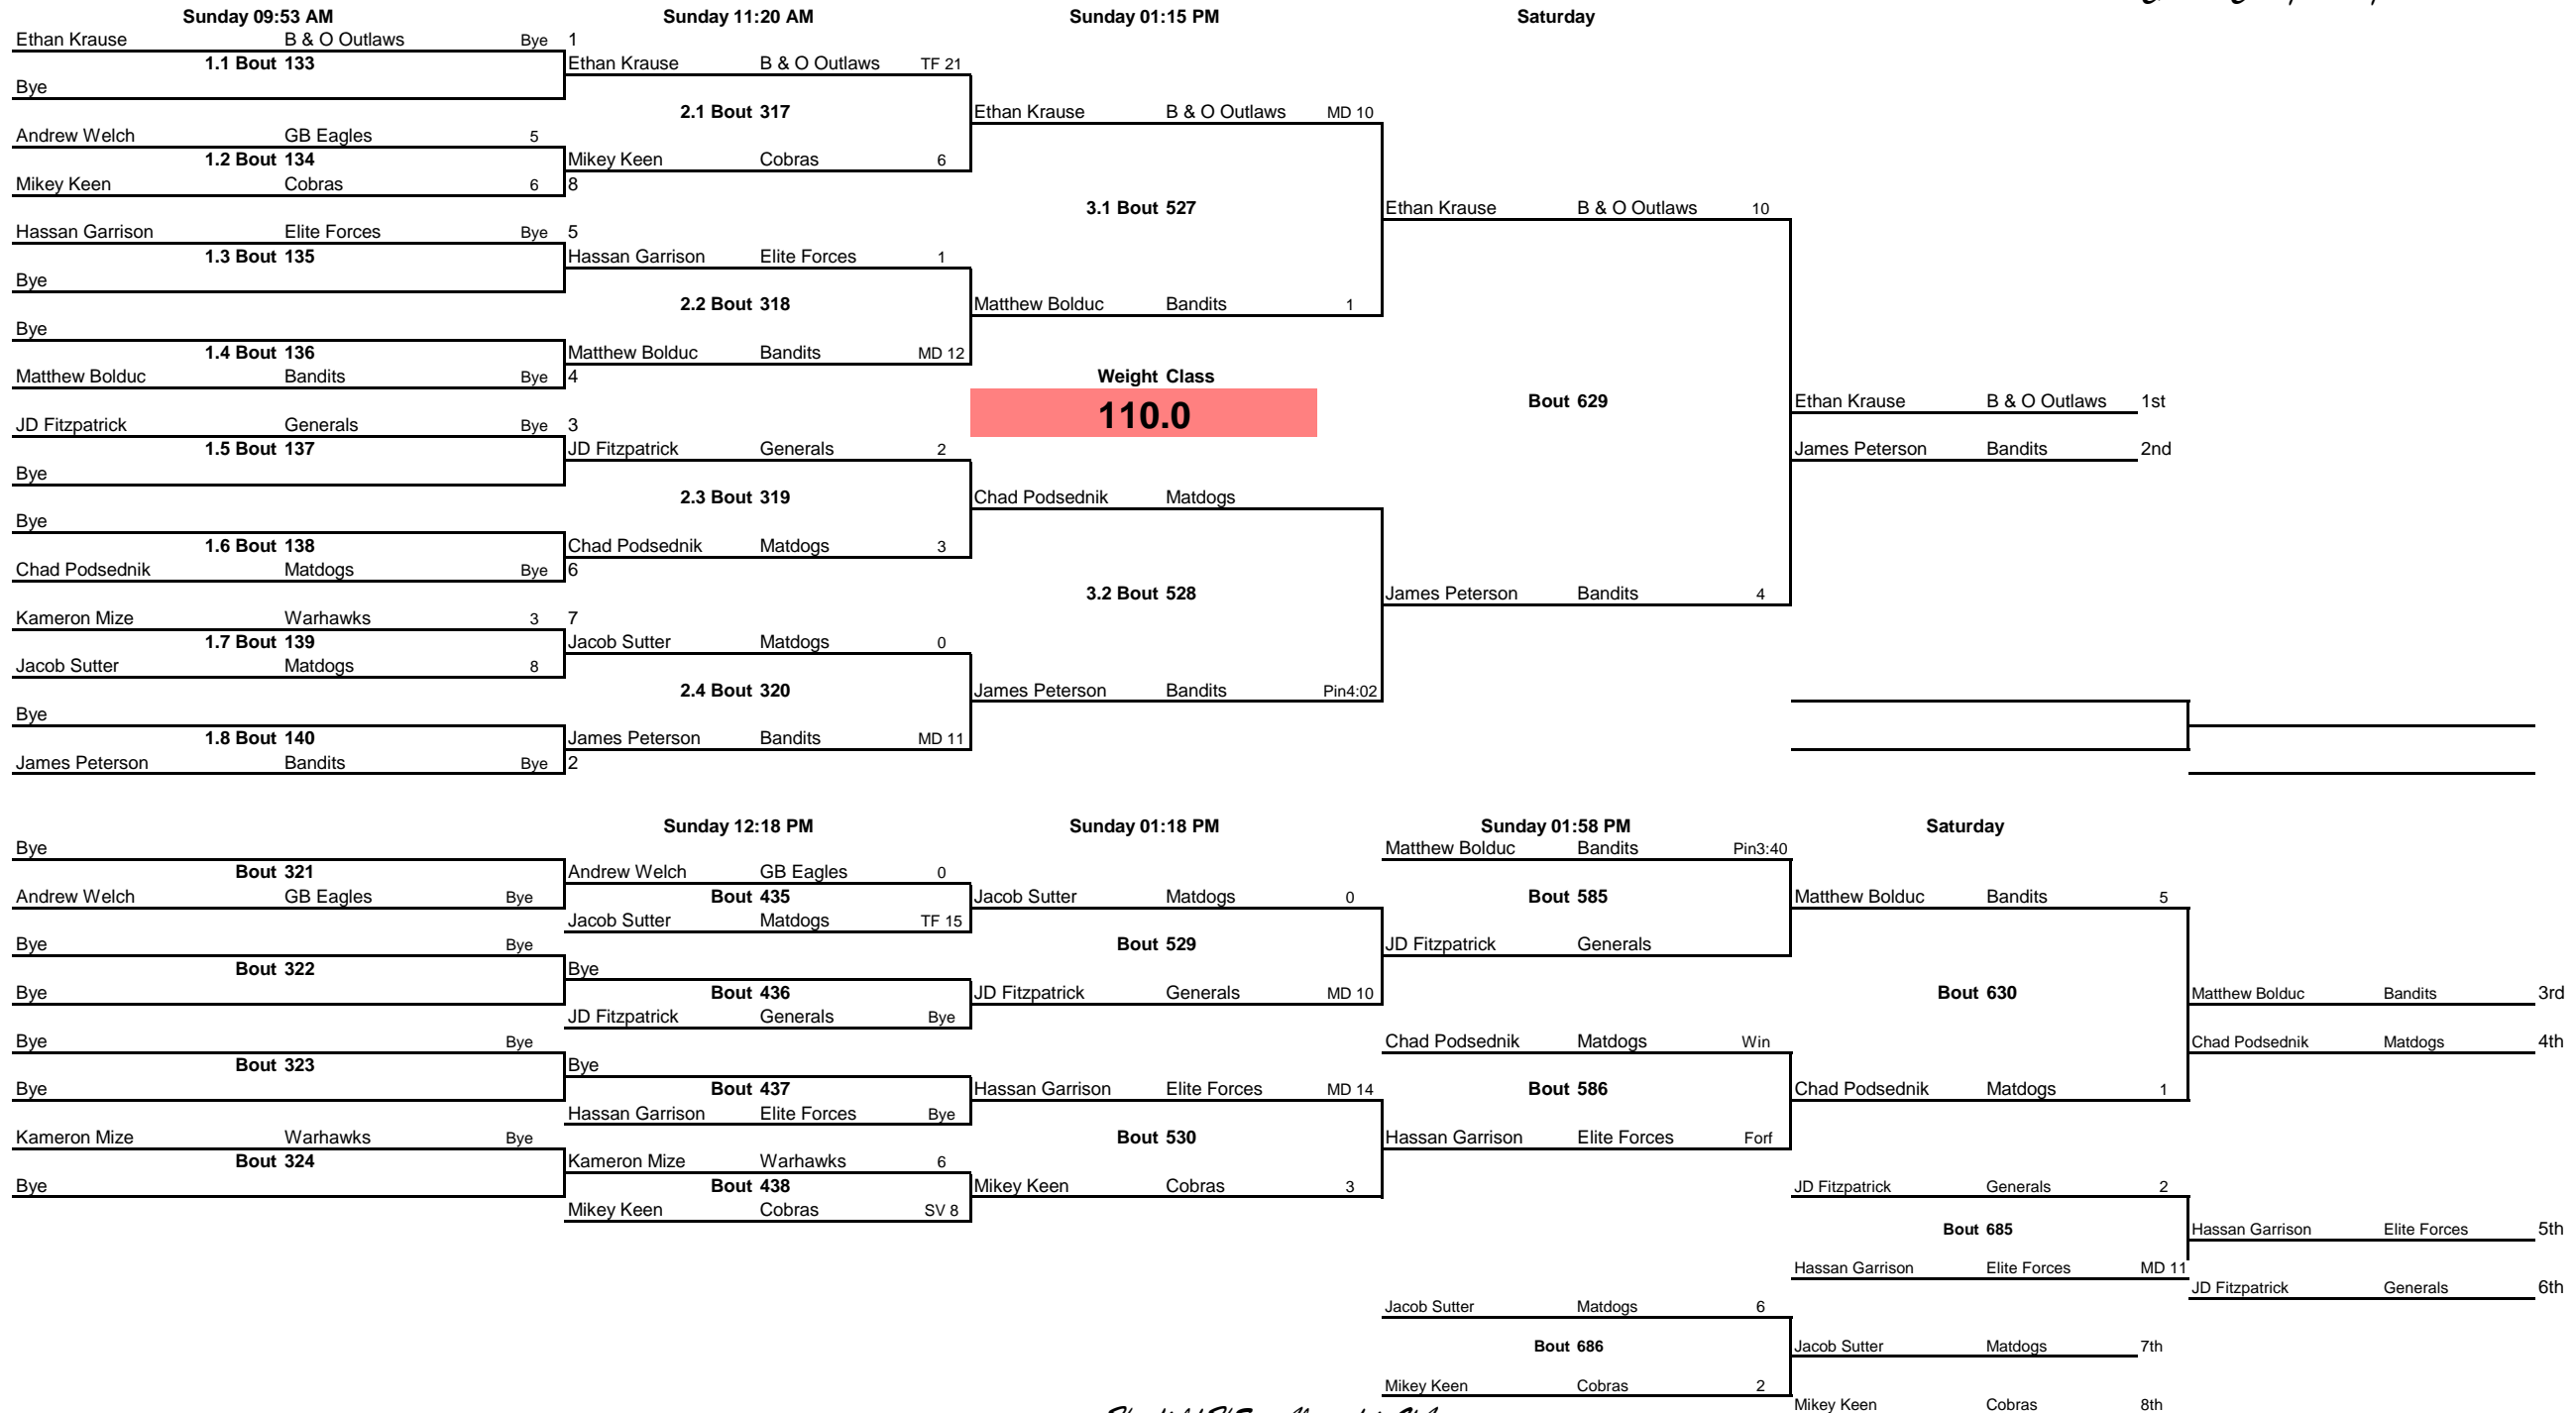 Sunday 09:53 AM Sunday 11:20 AM Sunday 01:15 PM Saturday
Ethan Krause B & O Outlaws Bye 1
1.1 Bout 133 Ethan Krause B & O Outlaws TF 21
Bye
2.1 Bout 317 Ethan Krause B & O Outlaws MD 10
Andrew Welch GB Eagles 5
1.2 Bout 134 Mikey Keen Cobras 6
Mikey Keen Cobras 6 8
3.1 Bout 527 Ethan Krause B & O Outlaws 10
Hassan Garrison Elite Forces Bye 5
1.3 Bout 135 Hassan Garrison Elite Forces 1
Bye
2.2 Bout 318 Matthew Bolduc Bandits 1
Bye
1.4 Bout 136 Matthew Bolduc Bandits MD 12
Matthew Bolduc Bandits Bye 4 Weight Class
110.0 Bout 629 Ethan Krause B & O Outlaws 1st
JD Fitzpatrick Generals Bye 3
1.5 Bout 137 JD Fitzpatrick Generals 2 James Peterson Bandits 2nd
Bye
2.3 Bout 319 Chad Podsednik Matdogs
Bye
1.6 Bout 138 Chad Podsednik Matdogs 3
Chad Podsednik Matdogs Bye 6
3.2 Bout 528 James Peterson Bandits 4
Kameron Mize Warhawks 3 7
1.7 Bout 139 Jacob Sutter Matdogs 0
Jacob Sutter Matdogs 8
2.4 Bout 320 James Peterson Bandits Pin4:02
Bye
1.8 Bout 140 James Peterson Bandits MD 11
James Peterson Bandits Bye 2
Sunday 12:18 PM Sunday 01:18 PM Sunday 01:58 PM Saturday
Bye Matthew Bolduc Bandits Pin3:40
Bout 321 Andrew Welch GB Eagles 0
Andrew Welch GB Eagles Bye Bout 435 Jacob Sutter Matdogs 0 Bout 585 Matthew Bolduc Bandits 5
Jacob Sutter Matdogs TF 15
Bye Bye Bout 529 JD Fitzpatrick Generals
Bout 322 Bye
Bye Bout 436 JD Fitzpatrick Generals MD 10 Bout 630 Matthew Bolduc Bandits 3rd
JD Fitzpatrick Generals Bye
Bye Bye Chad Podsednik Matdogs Win Chad Podsednik Matdogs 4th
Bout 323 Bye
Bye Bout 437 Hassan Garrison Elite Forces MD 14 Bout 586 Chad Podsednik Matdogs 1
Hassan Garrison Elite Forces Bye
Kameron Mize Warhawks Bye Bout 530 Hassan Garrison Elite Forces Forf
Bout 324 Kameron Mize Warhawks 6
Bye Bout 438 Mikey Keen Cobras 3 JD Fitzpatrick Generals 2
Mikey Keen Cobras SV 8
Bout 685 Hassan Garrison Elite Forces 5th
Hassan Garrison Elite Forces MD 11
JD Fitzpatrick Generals 6th
Jacob Sutter Matdogs 6
Bout 686 Jacob Sutter Matdogs 7th
Mikey Keen Cobras 2
Mikey Keen Cobras 8th